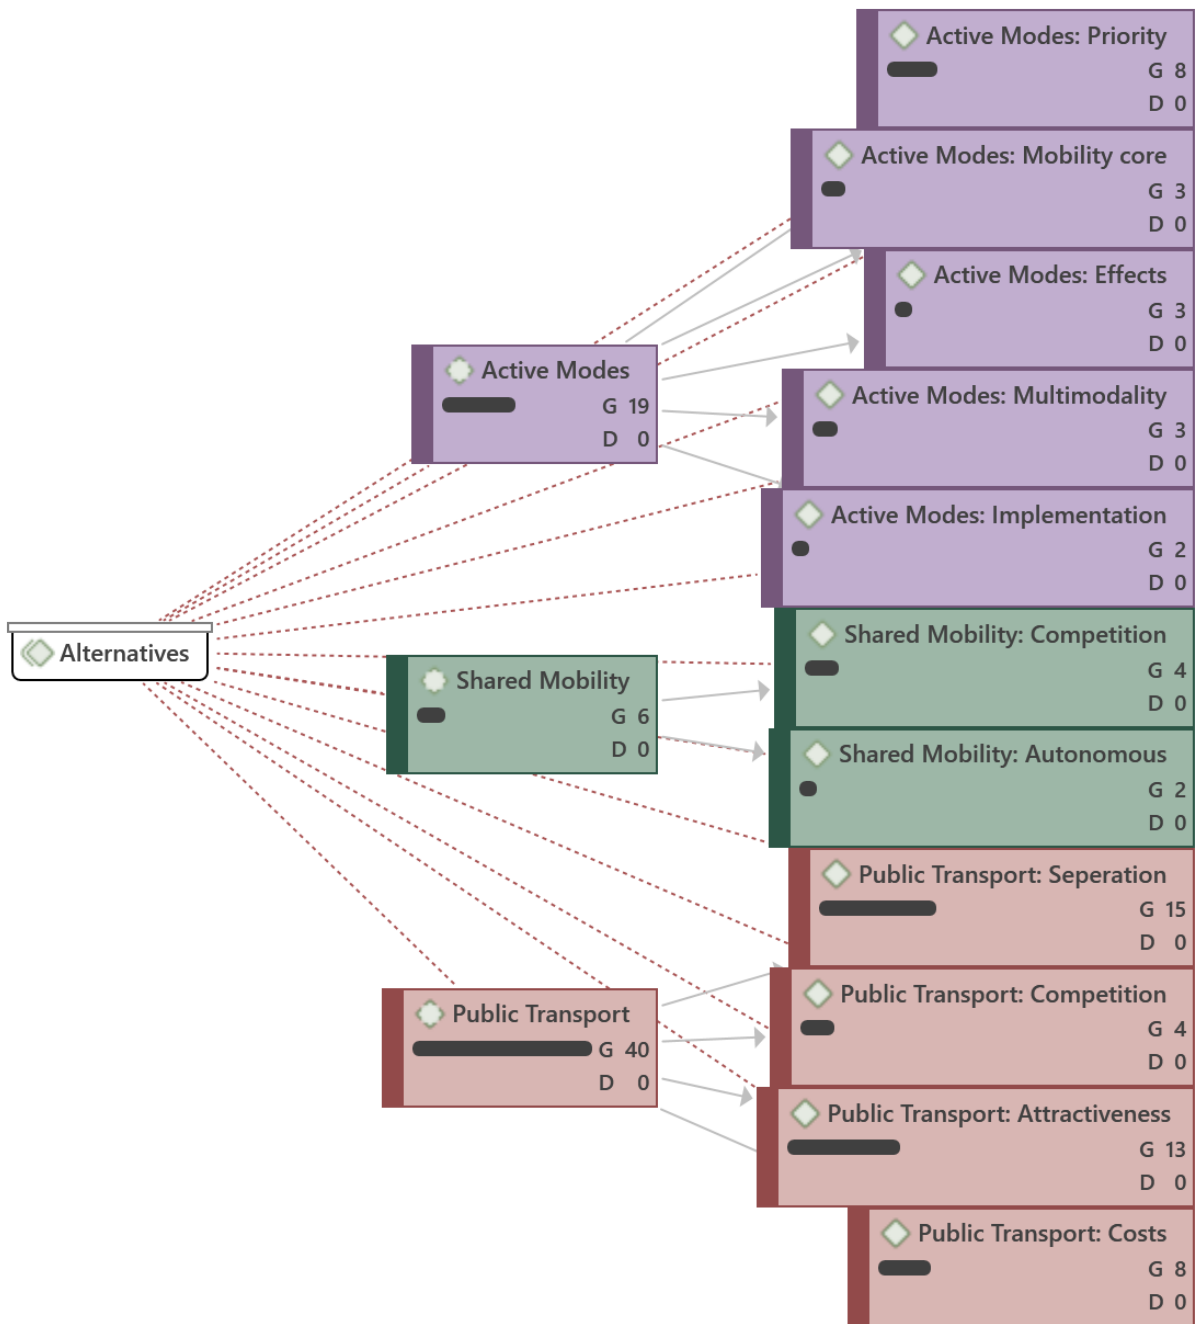 Active Modes: Priority
G 8
D 0
Active Modes: Mobility core
G 3
D 0
Active Modes: Effects
G 3
D 0
Active Modes
G 19
D 0
Active Modes: Multimodality
G 3
D 0
Active Modes: Implementation
G 2
D 0
Alternatives
Shared Mobility: Competition
G 4
D 0
Shared Mobility
G 6
D 0
Shared Mobility: Autonomous
G 2
D 0
Public Transport: Seperation
G 15
D 0
Public Transport
G 40
D 0
Public Transport: Competition
G 4
D 0
Public Transport: Attractiveness
G 13
D 0
Public Transport: Costs
G 8
D 0